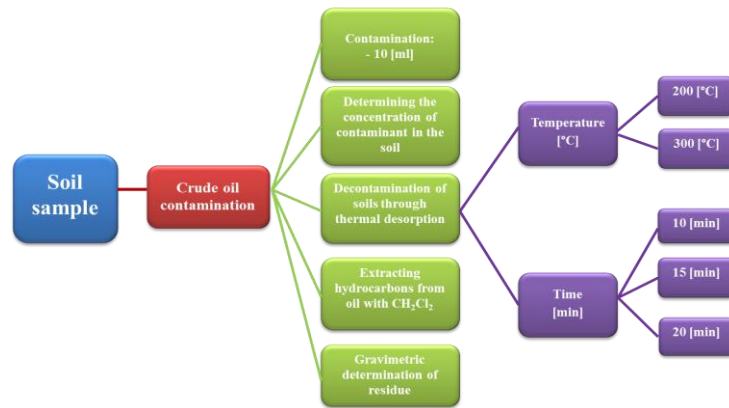 Soil
sample
Crude oil
contamination
Contamination:
- 10 [ml]
Determining the
concentration of
contaminant in the
soil
Decontamination of
soils through
thermal desorption
Extracting
hydrocarbons from
oil with CH₂Cl₂
Gravimetric
determination of
residue
Temperature
[°C]
200 [°C]
300 [°C]
Time
[min]
10 [min]
15 [min]
20 [min]